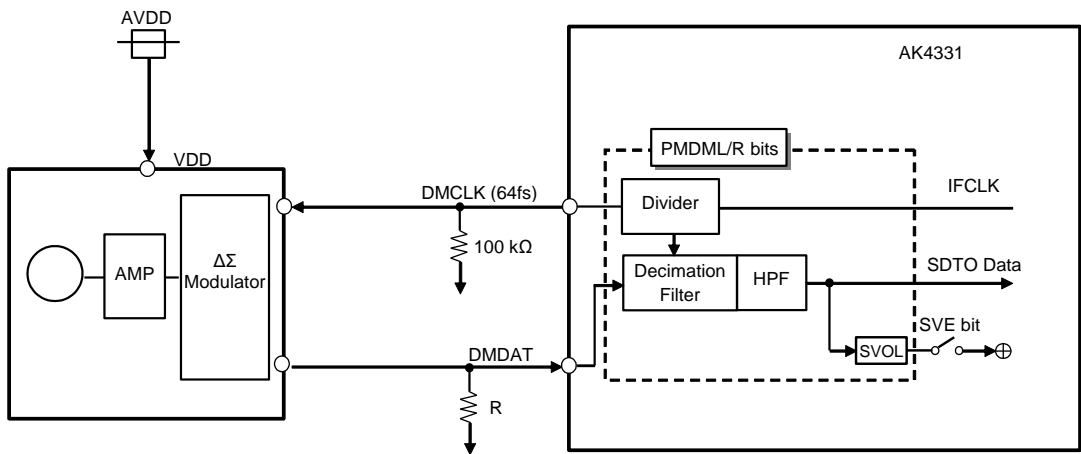 AVDD
AK4331
VDD
PMDML/R bits
DMCLK (64fs)
Divider
IFCLK
100 kΩ
AMP
ΔΣ
Modulator
Decimation
Filter
HPF
SDTO Data
SVE bit
SVOL
DMDAT
R